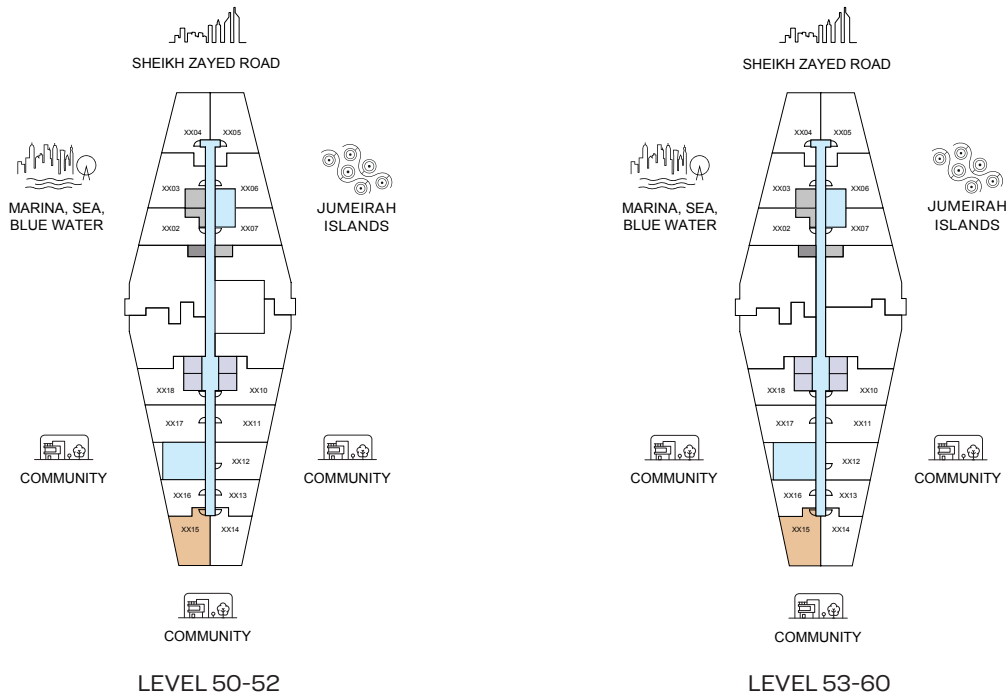 SHEIKH ZAYED ROAD
XX04 XX05
MARINA, SEA,
BLUE WATER
XX03 XX06
JUMEIRAH
ISLANDS
XX02 XX07
XX18 XX10
XX17 XX11
COMMUNITY
XX12
COMMUNITY
XX16 XX13
XX15 XX14
COMMUNITY
LEVEL 50-52
SHEIKH ZAYED ROAD
XX04 XX05
MARINA, SEA,
BLUE WATER
XX03 XX06
JUMEIRAH
ISLANDS
XX02 XX07
XX18 XX10
XX17 XX11
COMMUNITY
XX12
COMMUNITY
XX16 XX13
XX15 XX14
COMMUNITY
LEVEL 53-60